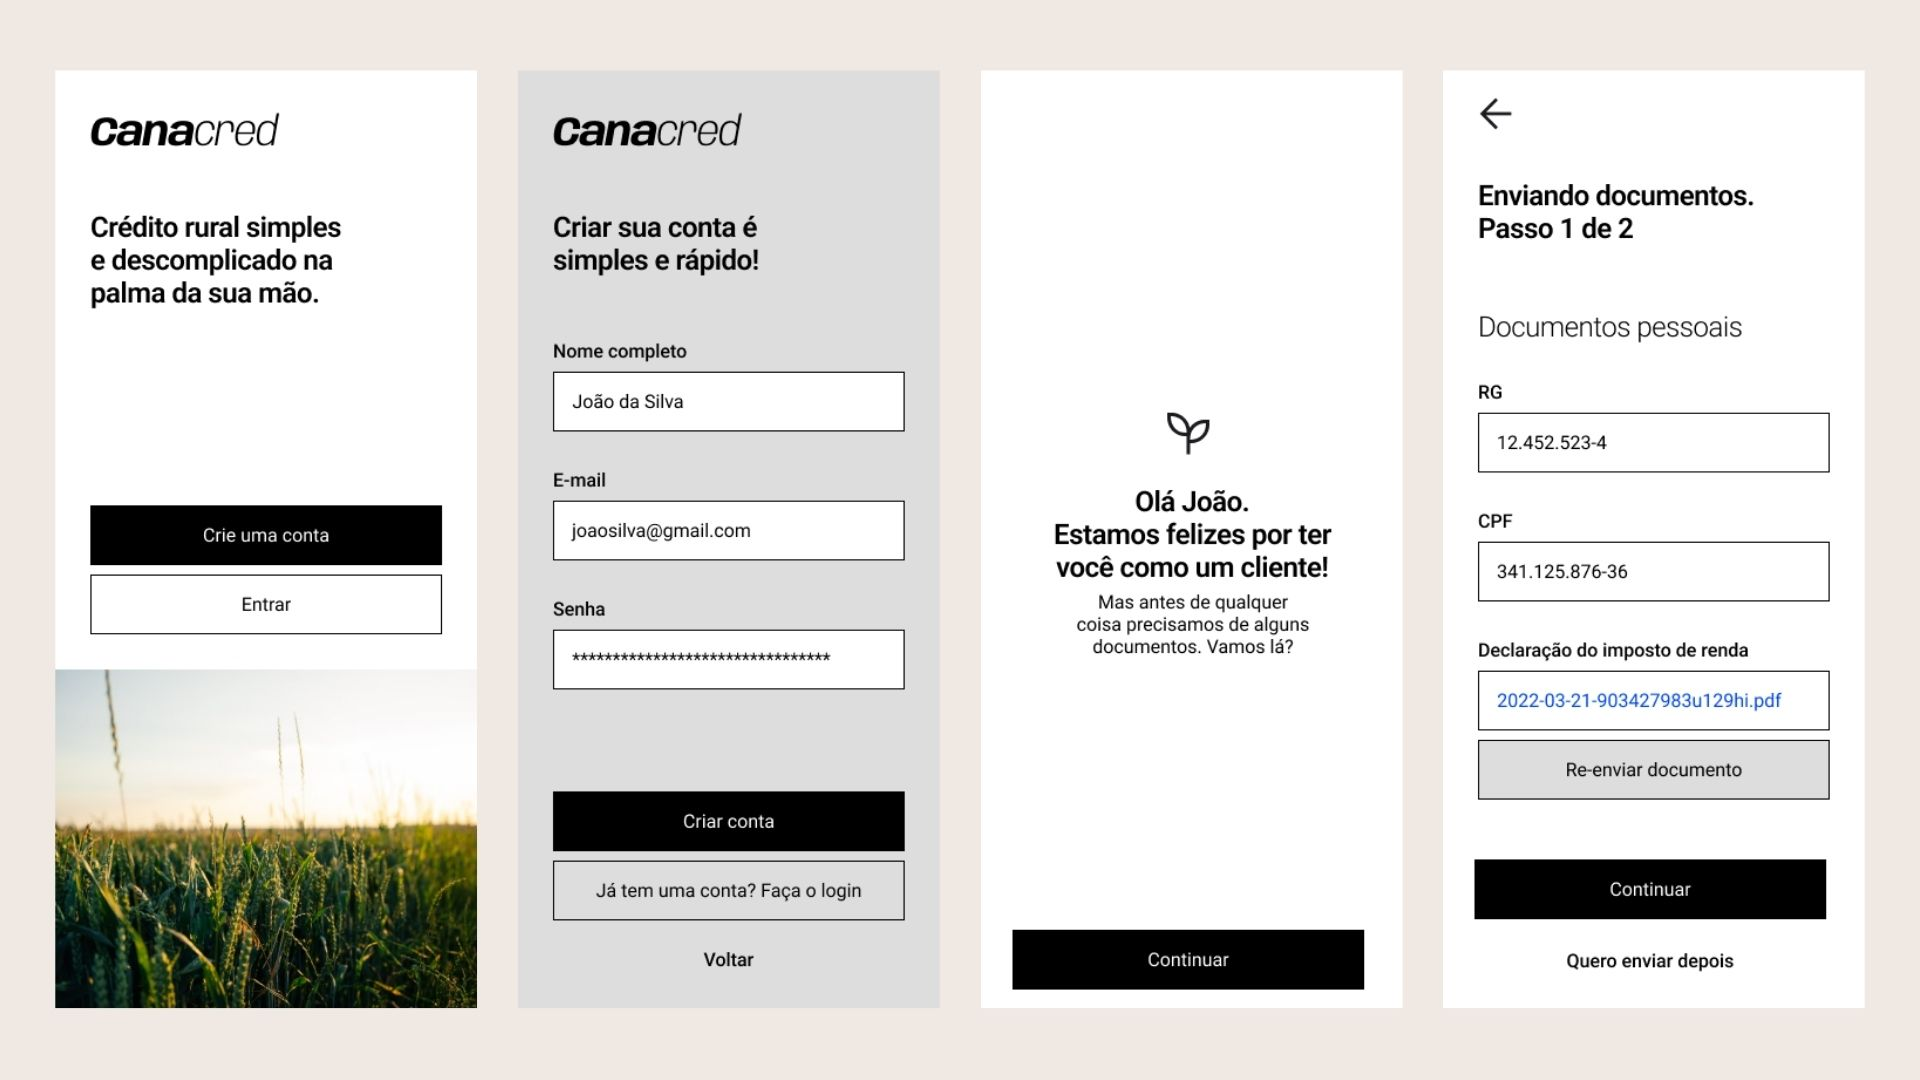 Canacred
Crédito rural simples
e descomplicado na
palma da sua mão.
Crie uma conta
Entrar
Canacred
Criar sua conta é
simples e rápido!
Nome completo
João da Silva
E-mail
joaosilva@gmail.com
Senha
********************************
Criar conta
Já tem uma conta? Faça o login
Voltar
Olá João.
Estamos felizes por ter
você como um cliente!
Mas antes de qualquer
coisa precisamos de alguns
documentos. Vamos lá?
Continuar
Enviando documentos.
Passo 1 de 2
Documentos pessoais
RG
12.452.523-4
CPF
341.125.876-36
Declaração do imposto de renda
2022-03-21-903427983u129hi.pdf
Re-enviar documento
Continuar
Quero enviar depois